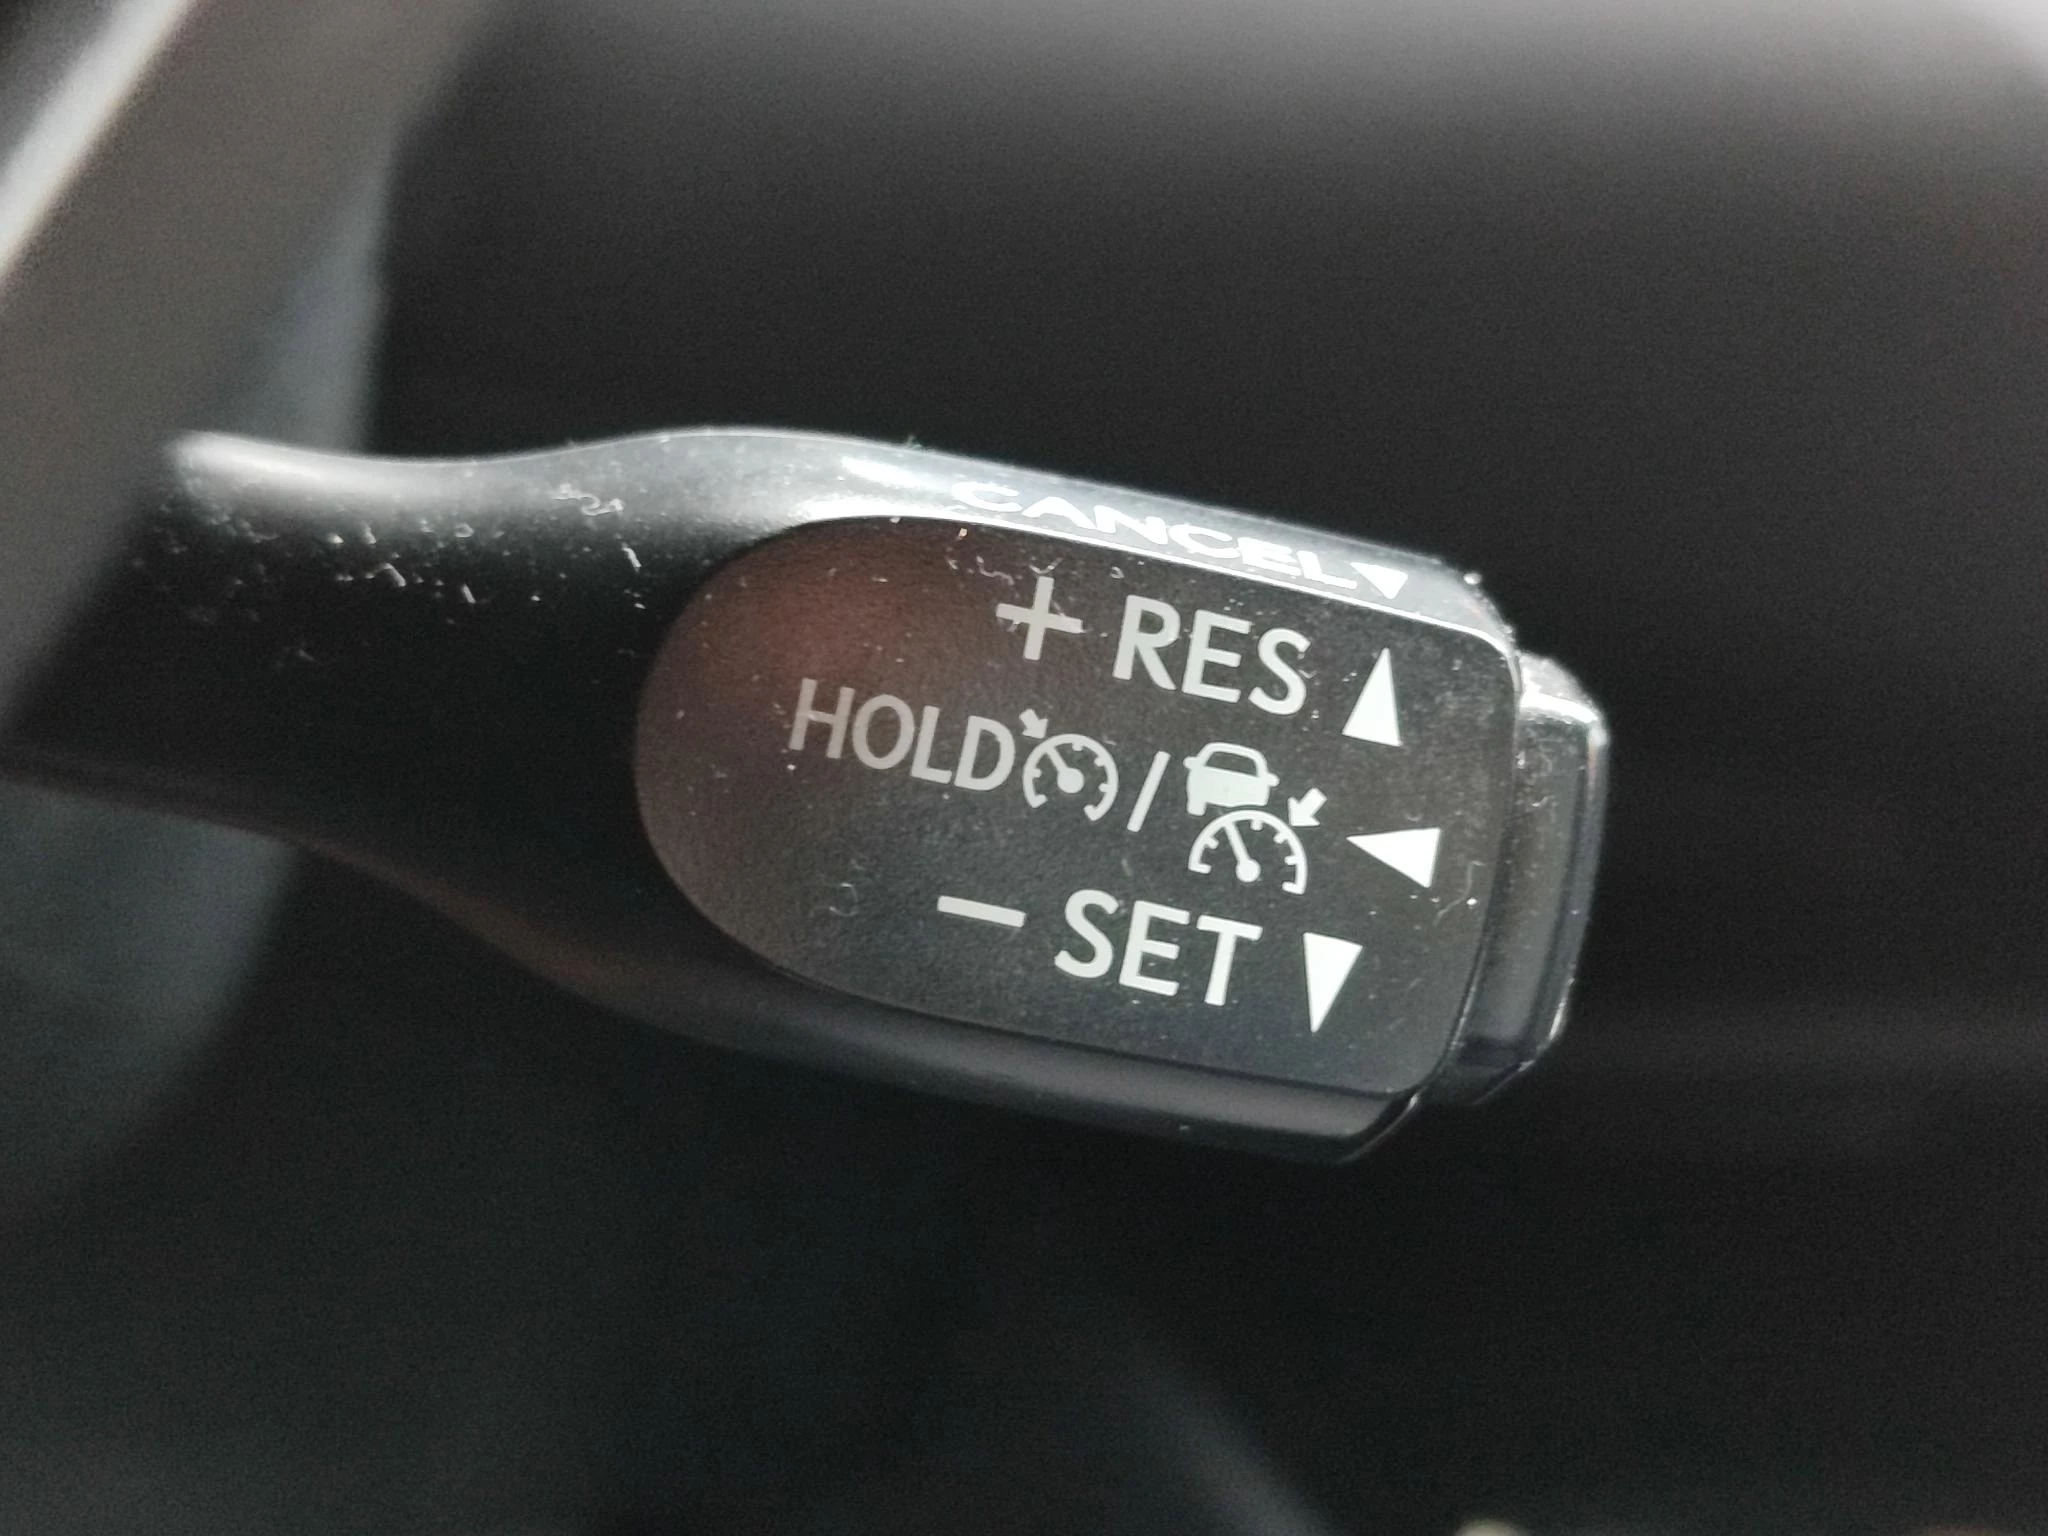 CANCEL
+ RES
HOLD /
− SET